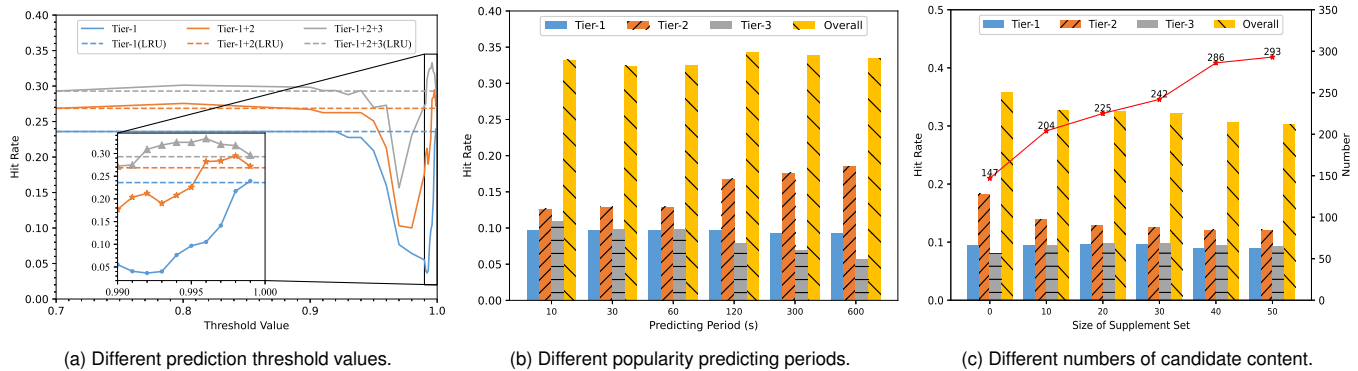 0.40
0.35
0.30
0.25
0.20
0.15
0.10
0.05
0.00
Hit Rate
Tier-1 Tier-1+2 Tier-1+2+3
Tier-1(LRU) Tier-1+2(LRU) Tier-1+2+3(LRU)
0.30
0.25
0.20
0.15
0.10
0.05
0.990 0.995 1.000
0.7 0.8 0.9 1.0
Threshold Value
(a) Different prediction threshold values.
0.40
0.35
0.30
0.25
0.20
0.15
0.10
0.05
0.00
Hit Rate
Tier-1 Tier-2 Tier-3 Overall
10 30 60 120 300 600
Predicting Period (s)
(b) Different popularity predicting periods.
0.5
0.4
0.3
0.2
0.1
0.0
Hit Rate
Tier-1 Tier-2 Tier-3 Overall
147 204 225 242 286 293
350
300
250
200
150
100
50
0
Number
0 10 20 30 40 50
Size of Supplement Set
(c) Different numbers of candidate content.